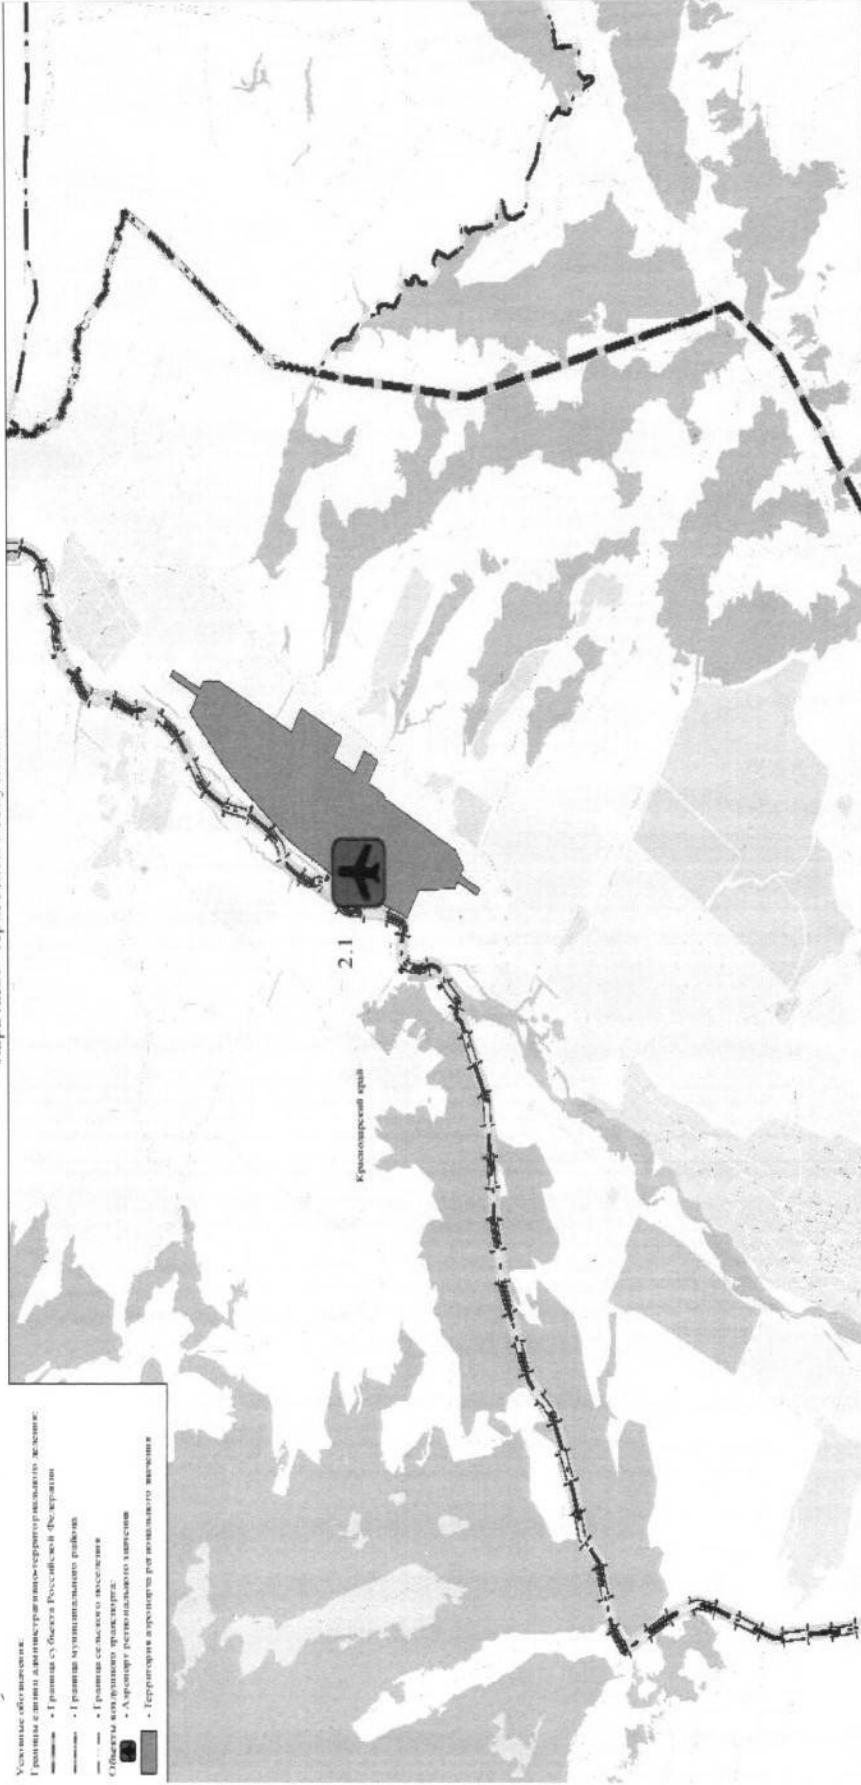 Условные обозначения:
Границы единиц административно-территориального деления:
- Граница субъекта Российской Федерации
- Граница муниципального района
- Граница сельского поселения
Объекты воздушного транспорта:
- Аэропорт регионального значения
- Территория аэропорта регионального значения
Краснодарский край
2.1